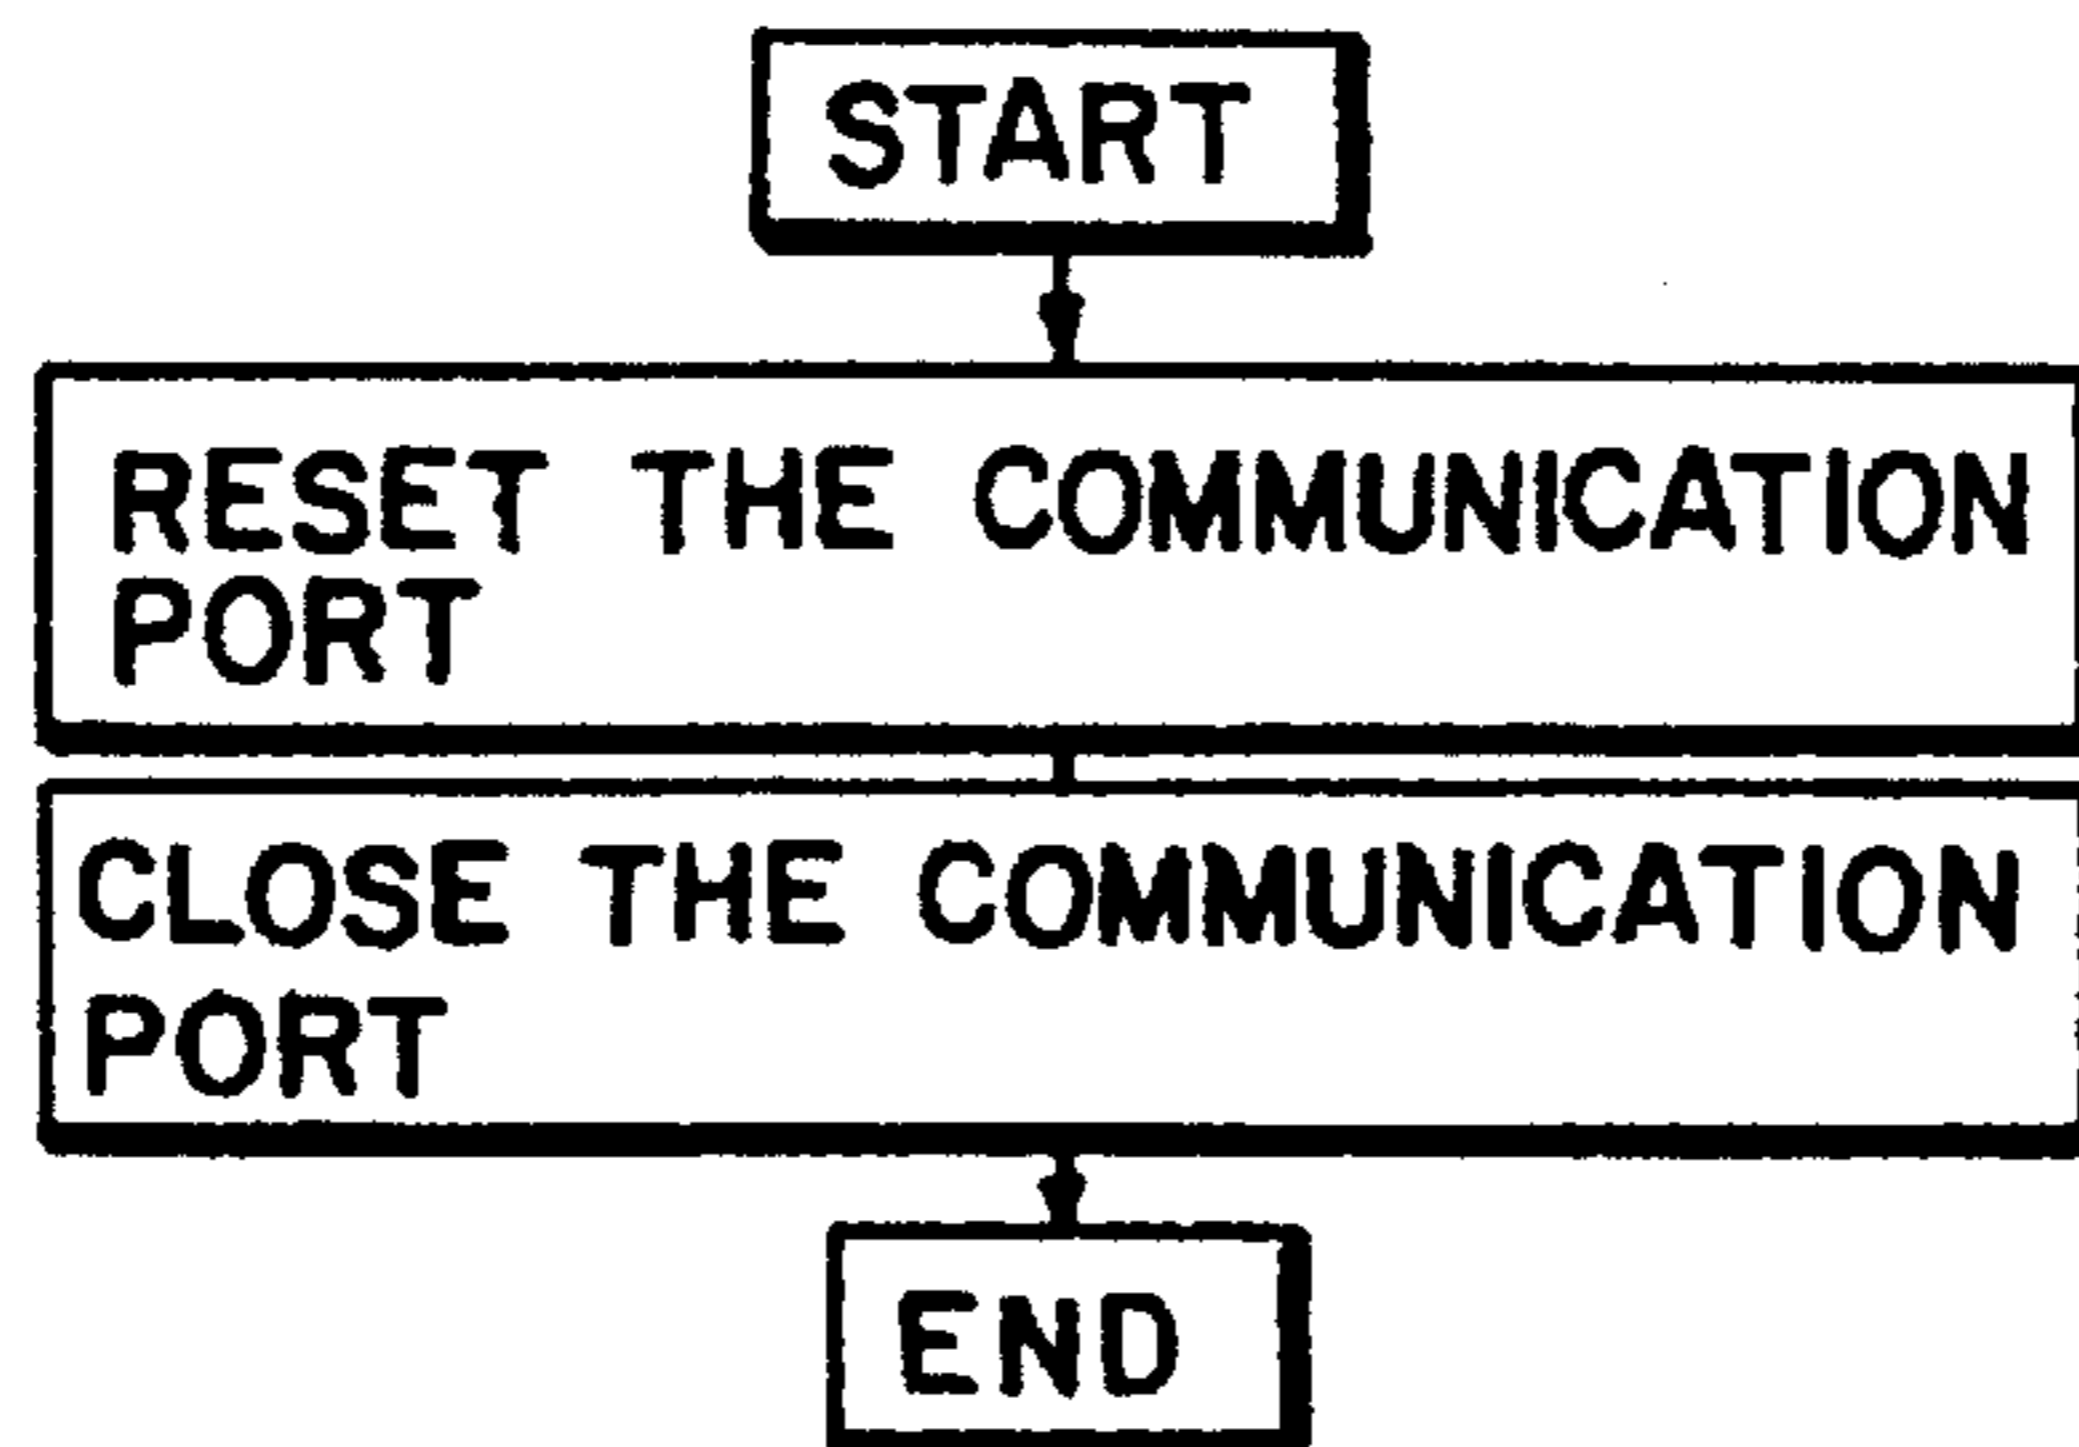 START
RESET THE COMMUNICATION
PORT
CLOSE THE COMMUNICATION
PORT
END